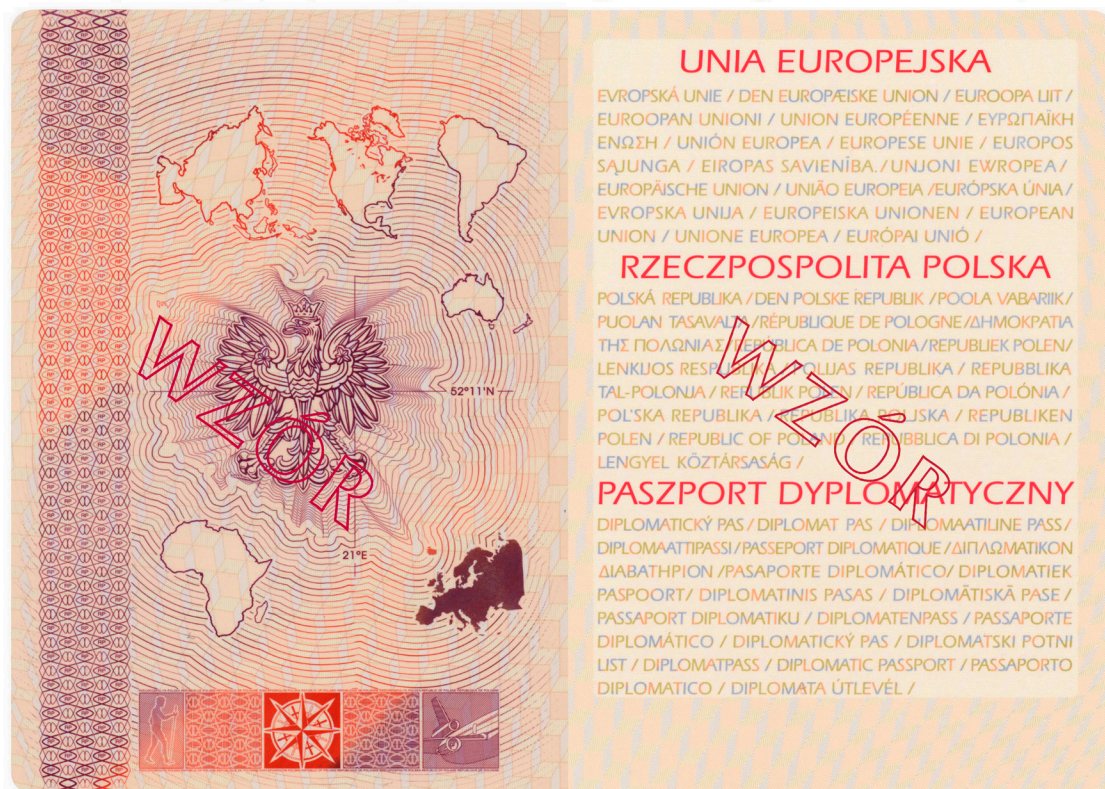 WZÓR
52°11'N
21°E
UNIA EUROPEJSKA
EVROPSKÁ UNIE / DEN EUROPÆISKE UNION / EUROOPA LIIT /
EUROOPAN UNIONI / UNION EUROPÉENNE / ΕΥΡΩΠΑΪΚΗ
ΕΝΩΣΗ / UNIÓN EUROPEA / EUROPESE UNIE / EUROPOS
SĄJUNGA / EIROPAS SAVIENĪBA./UNJONI EWROPEA/
EUROPÄISCHE UNION / UNIÃO EUROPEIA /EURÓPSKA ÚNIA/
EVROPSKA UNIJA / EUROPEISKA UNIONEN / EUROPEAN
UNION / UNIONE EUROPEA / EURÓPAI UNIÓ /
RZECZPOSPOLITA POLSKA
POLSKÁ REPUBLIKA /DEN POLSKE REPUBLIK /POOLA VABARIIK/
PUOLAN TASAVALTA /RÉPUBLIQUE DE POLOGNE/ΔΗΜΟΚΡΑΤΙΑ
ΤΗΣ ΠΟΛΩΝΙΑΣ/REPÚBLICA DE POLONIA/REPUBLIEK POLEN/
LENKIJOS RESPUBLIKA /POLIJAS REPUBLIKA / REPUBBLIKA
TAL-POLONJA / REPUBLIK POLEN / REPÚBLICA DA POLÓNIA /
POL'SKA REPUBLIKA / REPUBLIKA POLJSKA / REPUBLIKEN
POLEN / REPUBLIC OF POLAND / REPUBBLICA DI POLONIA /
LENGYEL KÖZTÁRSASÁG /
WZÓR
PASZPORT DYPLOMATYCZNY
DIPLOMATICKÝ PAS / DIPLOMAT PAS / DIPLOMAATILINE PASS /
DIPLOMAATTIPASSI /PASSEPORT DIPLOMATIQUE /ΔΙΠΛΩΜΑΤΙΚΟΝ
ΔΙΑΒΑΤΗΡΙΟΝ /PASAPORTE DIPLOMÁTICO/ DIPLOMATIEK
PASPOORT/ DIPLOMATINIS PASAS / DIPLOMĀTISKĀ PASE /
PASSAPORT DIPLOMATIKU / DIPLOMATENPASS / PASSAPORTE
DIPLOMÁTICO / DIPLOMATICKÝ PAS / DIPLOMATSKI POTNI
LIST / DIPLOMATPASS / DIPLOMATIC PASSPORT / PASSAPORTO
DIPLOMATICO / DIPLOMATA ÚTLEVÉL /